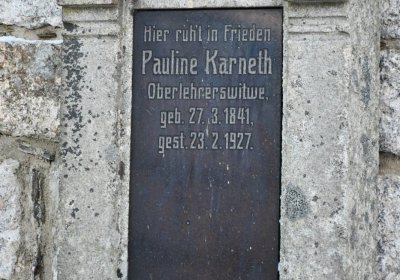 Hier ruht in Frieden
Pauline Karneth
Oberlehrerswitwe,
geb. 27. 3. 1841,
gest. 23. 2. 1927.